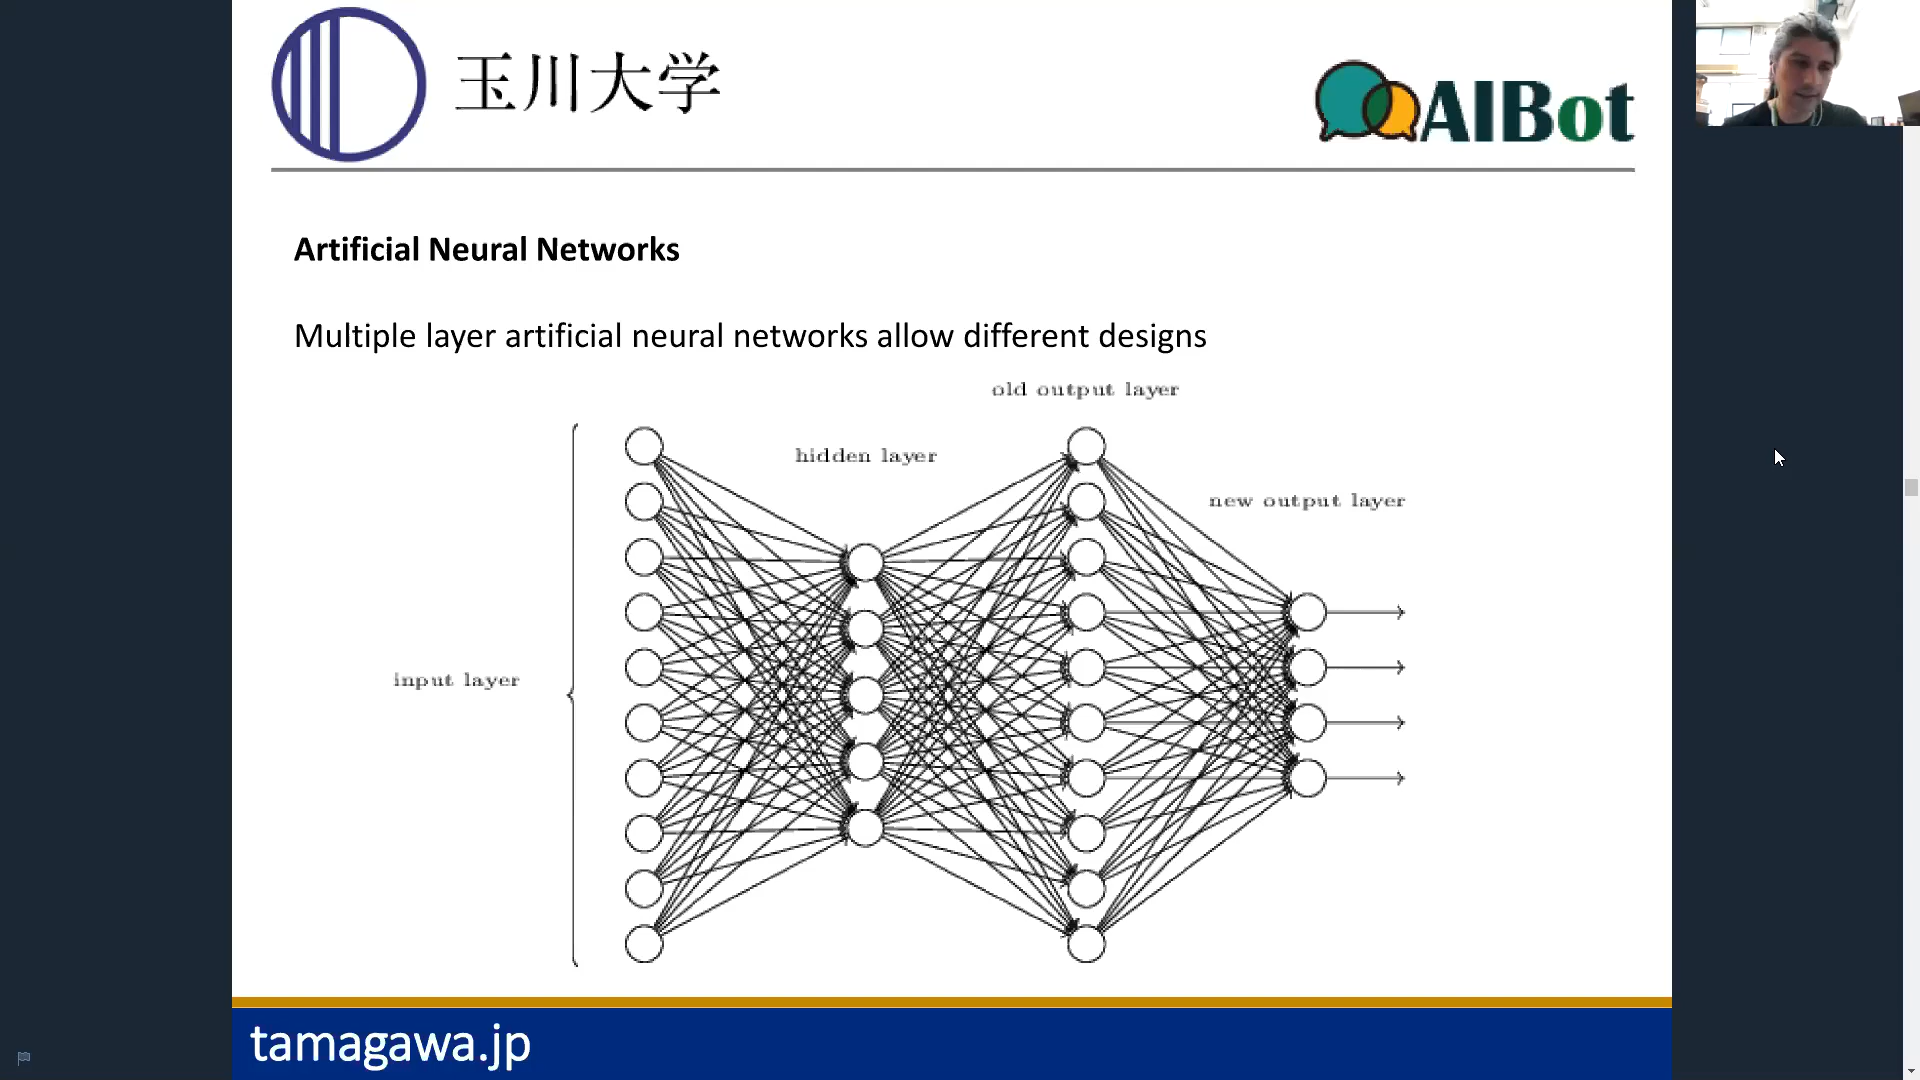 玉川大学
AIBot
Artificial Neural Networks
Multiple layer artificial neural networks allow different designs
old output layer
hidden layer
new output layer
input layer
tamagawa.jp